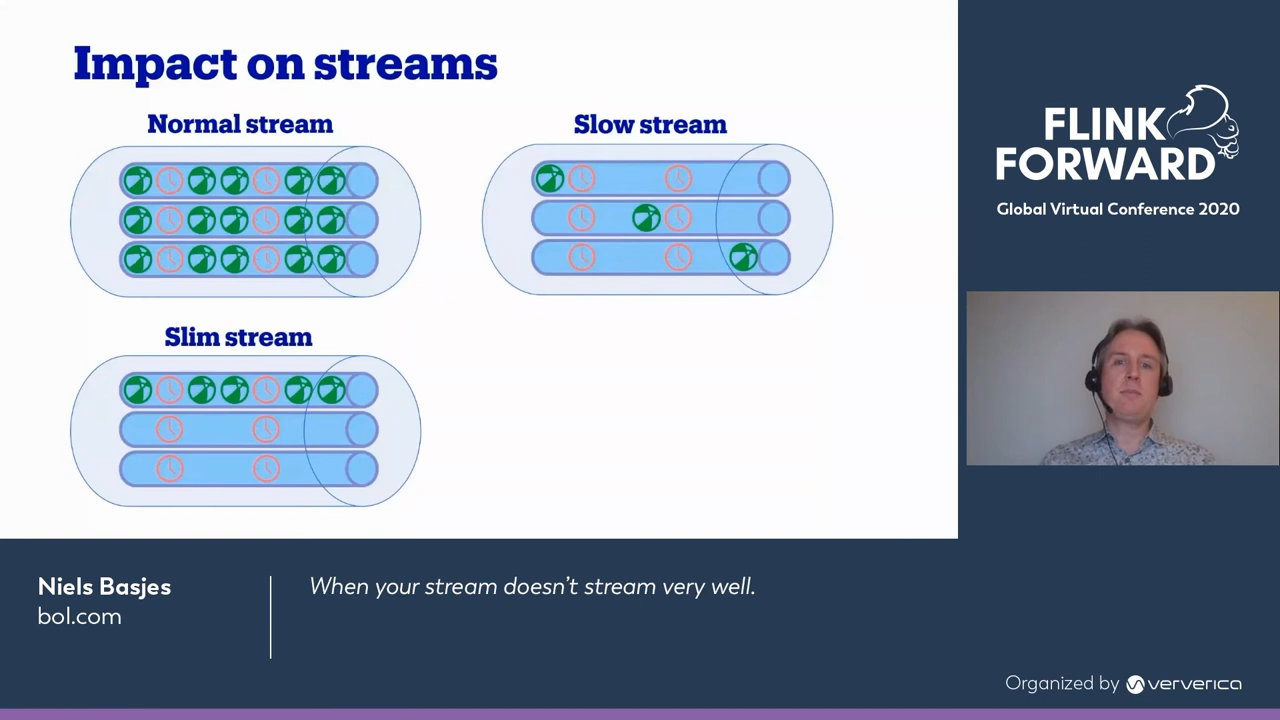 Impact on streams
Normal stream
Slow stream
Slim stream
FLINK
FORWARD
Global Virtual Conference 2020
Niels Basjes
bol.com
When your stream doesn't stream very well.
Organized by ververica